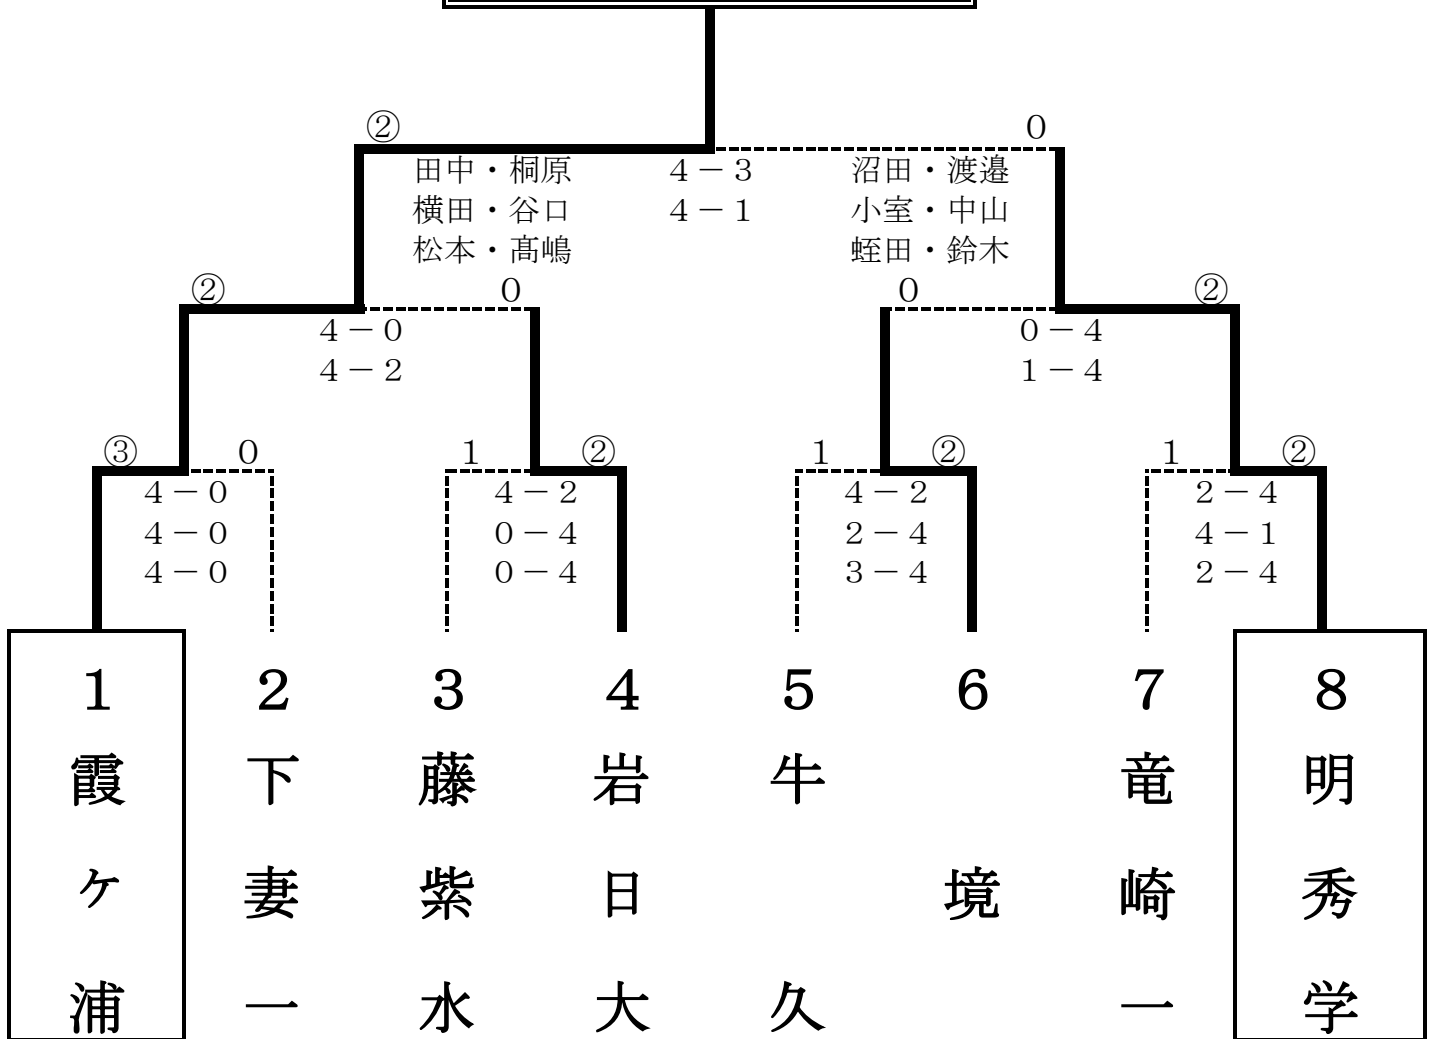 ② 0
田中・桐原 4－3 沼田・渡邉
横田・谷口 4－1 小室・中山
松本・髙嶋 蛭田・鈴木
② 0 0 ②
4－0 0－4
4－2 1－4
③ 0 1 ② 1 ② 1 ②
4－0 4－2 4－2 2－4
4－0 0－4 2－4 4－1
4－0 0－4 3－4 2－4
1 2 3 4 5 6 7 8
霞ケ浦
下妻一
藤紫水
岩日大
牛久
境
竜崎一
明秀学